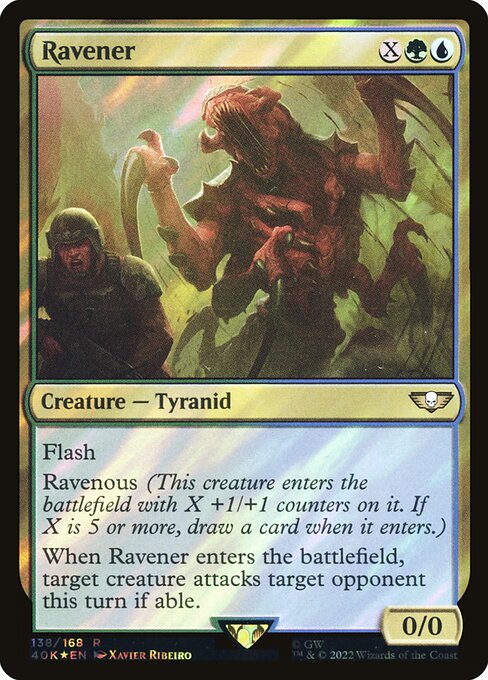 Ravener X
Creature — Tyranid
Flash
Ravenous (This creature enters the
battlefield with X +1/+1 counters on it. If
X is 5 or more, draw a card when it enters.)
When Ravener enters the battlefield,
target creature attacks target opponent
this turn if able.
0/0
138/168 R
40K★EN Xavier Ribeiro
© GW
™ & © 2022 Wizards of the Coast